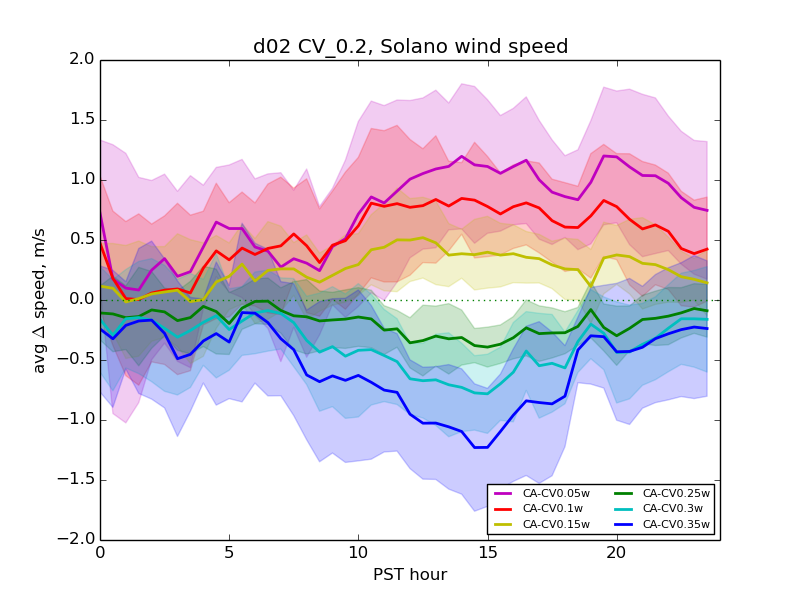 d02 CV_0.2, Solano wind speed
avg Δ speed, m/s
2.0
1.5
1.0
0.5
0.0
−0.5
−1.0
−1.5
−2.0
0 5 10 15 20
PST hour
CA-CV0.05w CA-CV0.25w
CA-CV0.1w CA-CV0.3w
CA-CV0.15w CA-CV0.35w